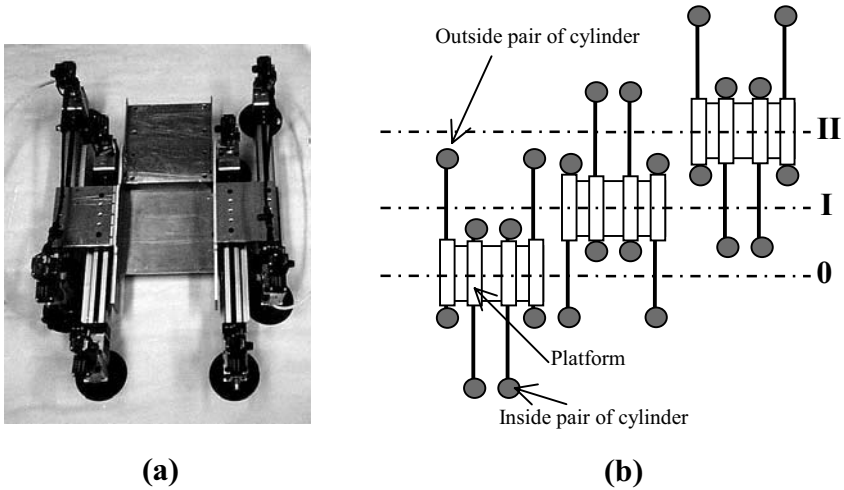 Outside pair of cylinder
II
I
0
Platform
Inside pair of cylinder
(a)
(b)